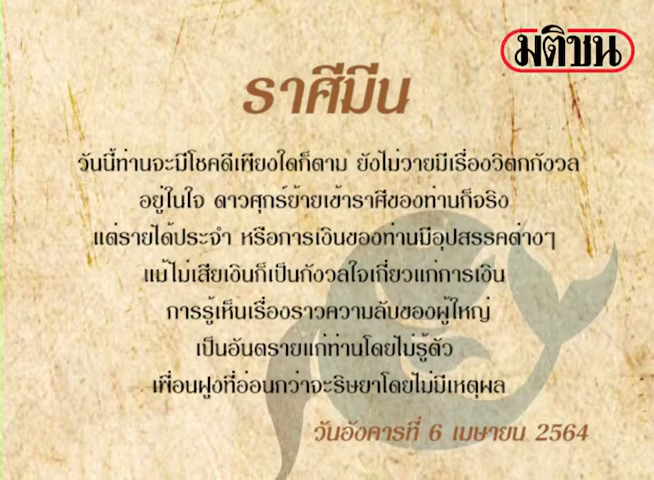 มติชน
ราศีมีน
วันนี้ท่านจะมีโชคดีเพียงใดก็ตาม ยังไม่วายมีเรื่องวิตกกังวล
อยู่ในใจ ดาวศุกร์ย้ายเข้าราศีของท่านก็จริง
แต่รายได้ประจำ หรือการเงินของท่านมีอุปสรรคต่างๆ
แม้ไม่เสียเงินก็เป็นกังวลใจเกี่ยวแก่การเงิน
การรู้เห็นเรื่องราวความลับของผู้ใหญ่
เป็นอันตรายแก่ท่านโดยไม่รู้ตัว
เพื่อนฝูงที่อ่อนกว่าจะริษยาโดยไม่มีเหตุผล
วันอังคารที่ 6 เมษายน 2564